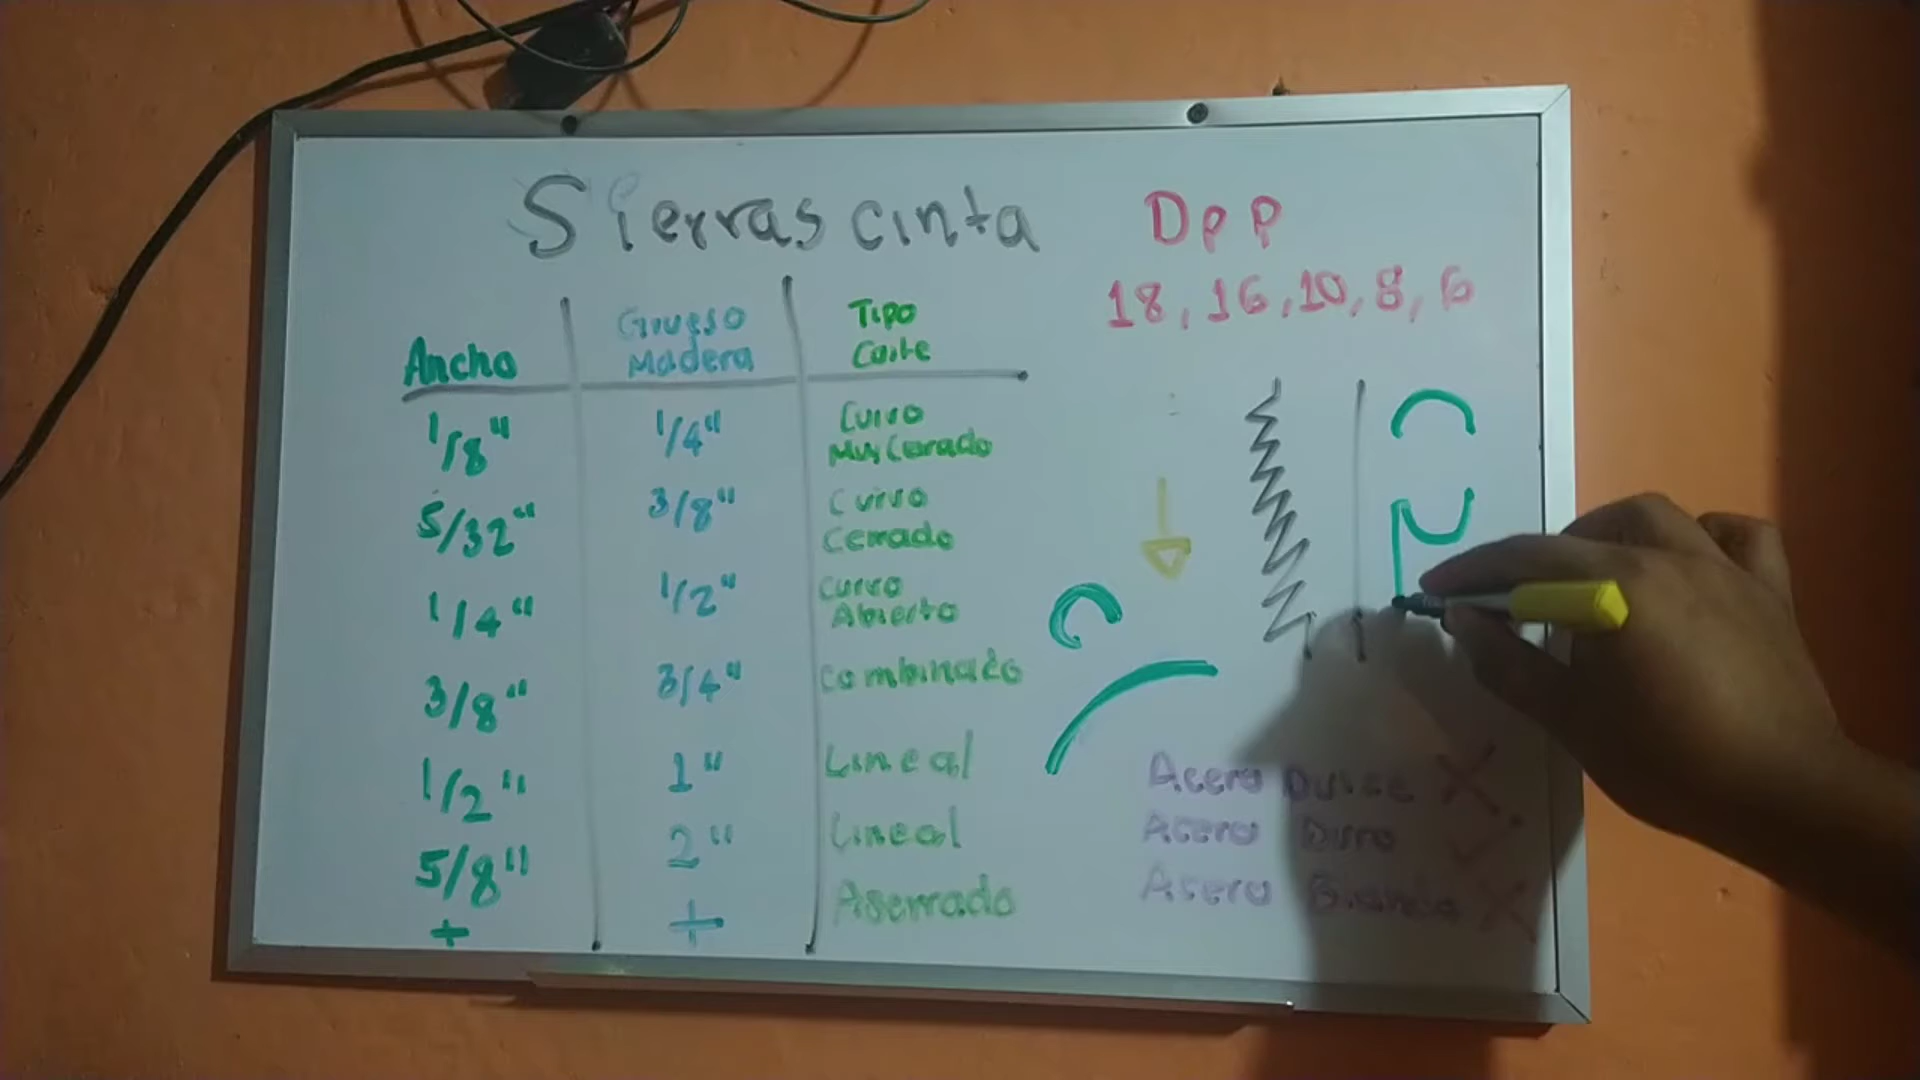 Sierras cinta
Dpp
18, 16, 10, 8, 6
Ancho
Grueso
Madera
Tipo
Corte
1/8"
1/4"
Curvo
Muy Cerrado
5/32"
3/8"
Curvo
Cerrado
1/4"
1/2"
Curvo
Abierto
3/8"
3/4"
Combinado
1/2"
1"
Lineal
5/8"
2"
Lineal
+
+
Aserrado
Acero Dulce X
Acero Duro ✓
Acero X